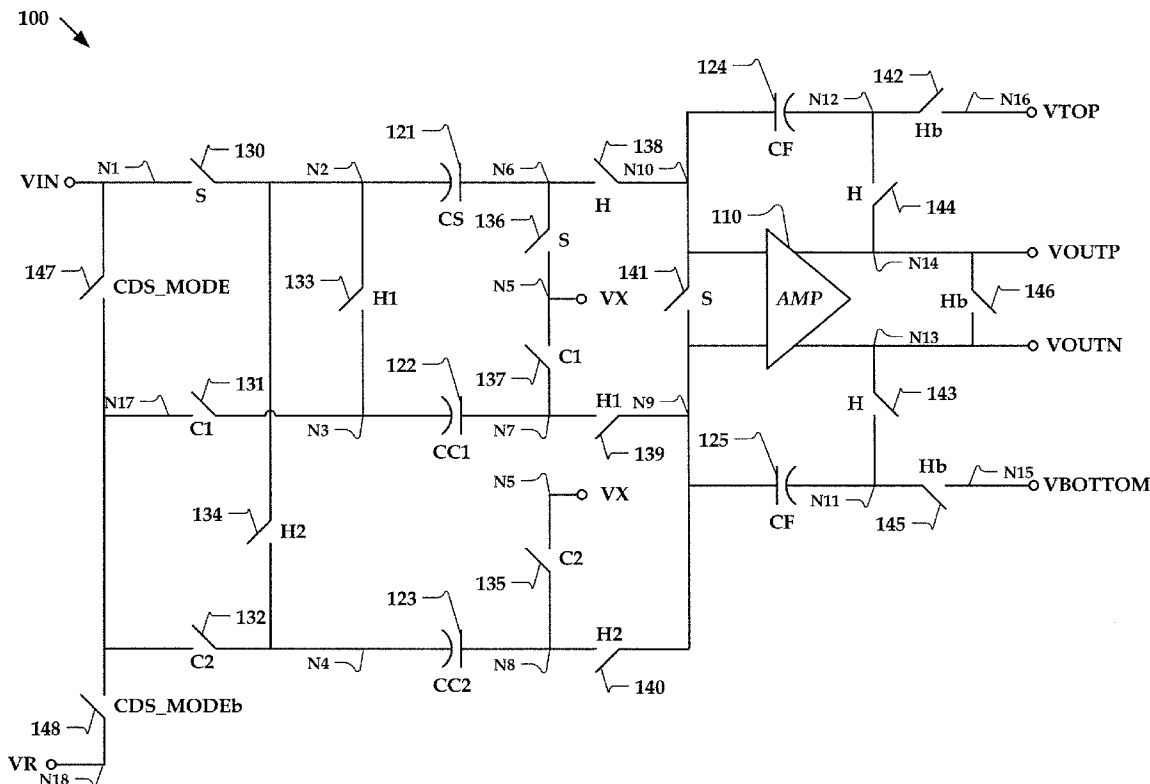 100
124
142
N12
N16
VTOP
CF
Hb
121
138
N1
130
N2
N6
N10
VIN
S
CS
H
H
110
144
136
S
147
CDS_MODE
133
H1
N5
VX
141
S
AMP
N14
VOUTP
Hb
146
N13
VOUTN
C1
137
131
122
H1
N9
143
N17
C1
N3
CC1
N7
139
H
125
Hb
N15
VBOTTOM
134
H2
N5
VX
CF
N11
145
C2
135
132
123
H2
C2
N4
CC2
N8
140
CDS_MODEb
148
VR
N18